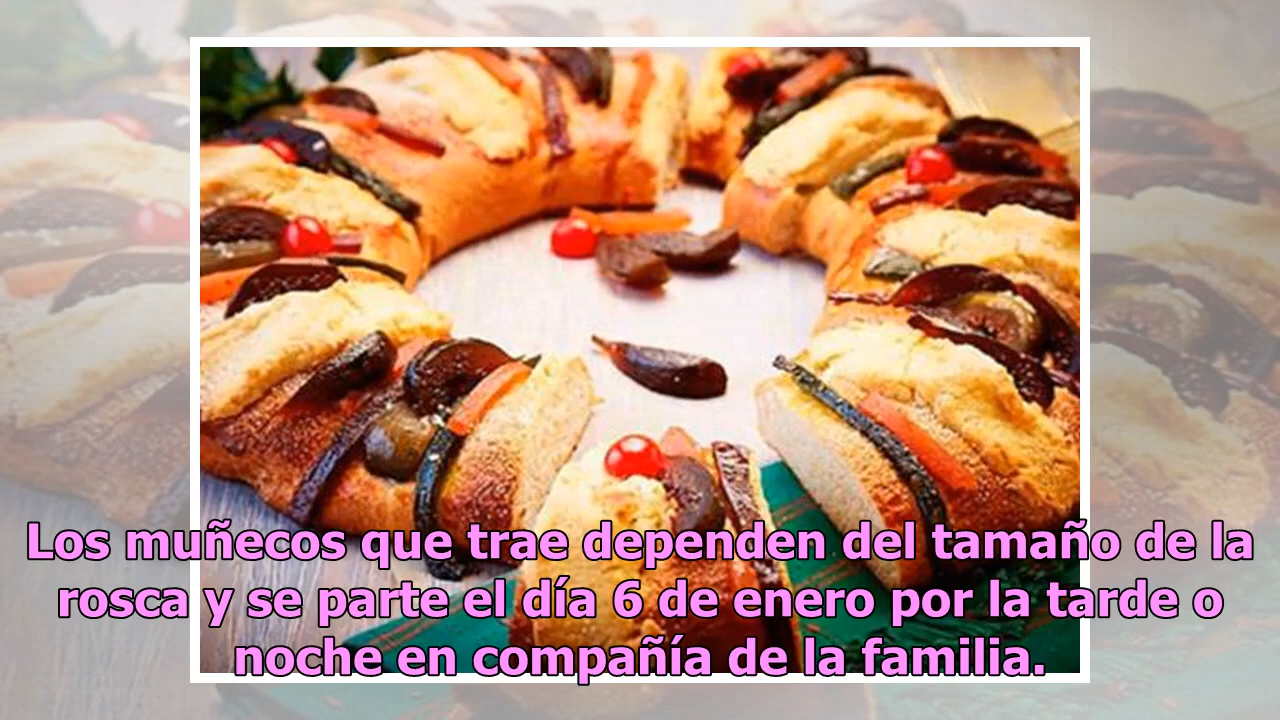 Los muñecos que trae dependen del tamaño de la
rosca y se parte el día 6 de enero por la tarde o
noche en compañía de la familia.